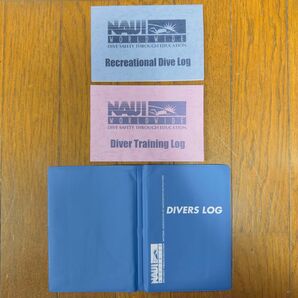 NAUI
WORLDWIDE
DIVE SAFETY THROUGH EDUCATION
Recreational Dive Log
NAUI
WORLDWIDE
DIVE SAFETY THROUGH EDUCATION
Diver Training Log
DIVERS LOG
NAUI